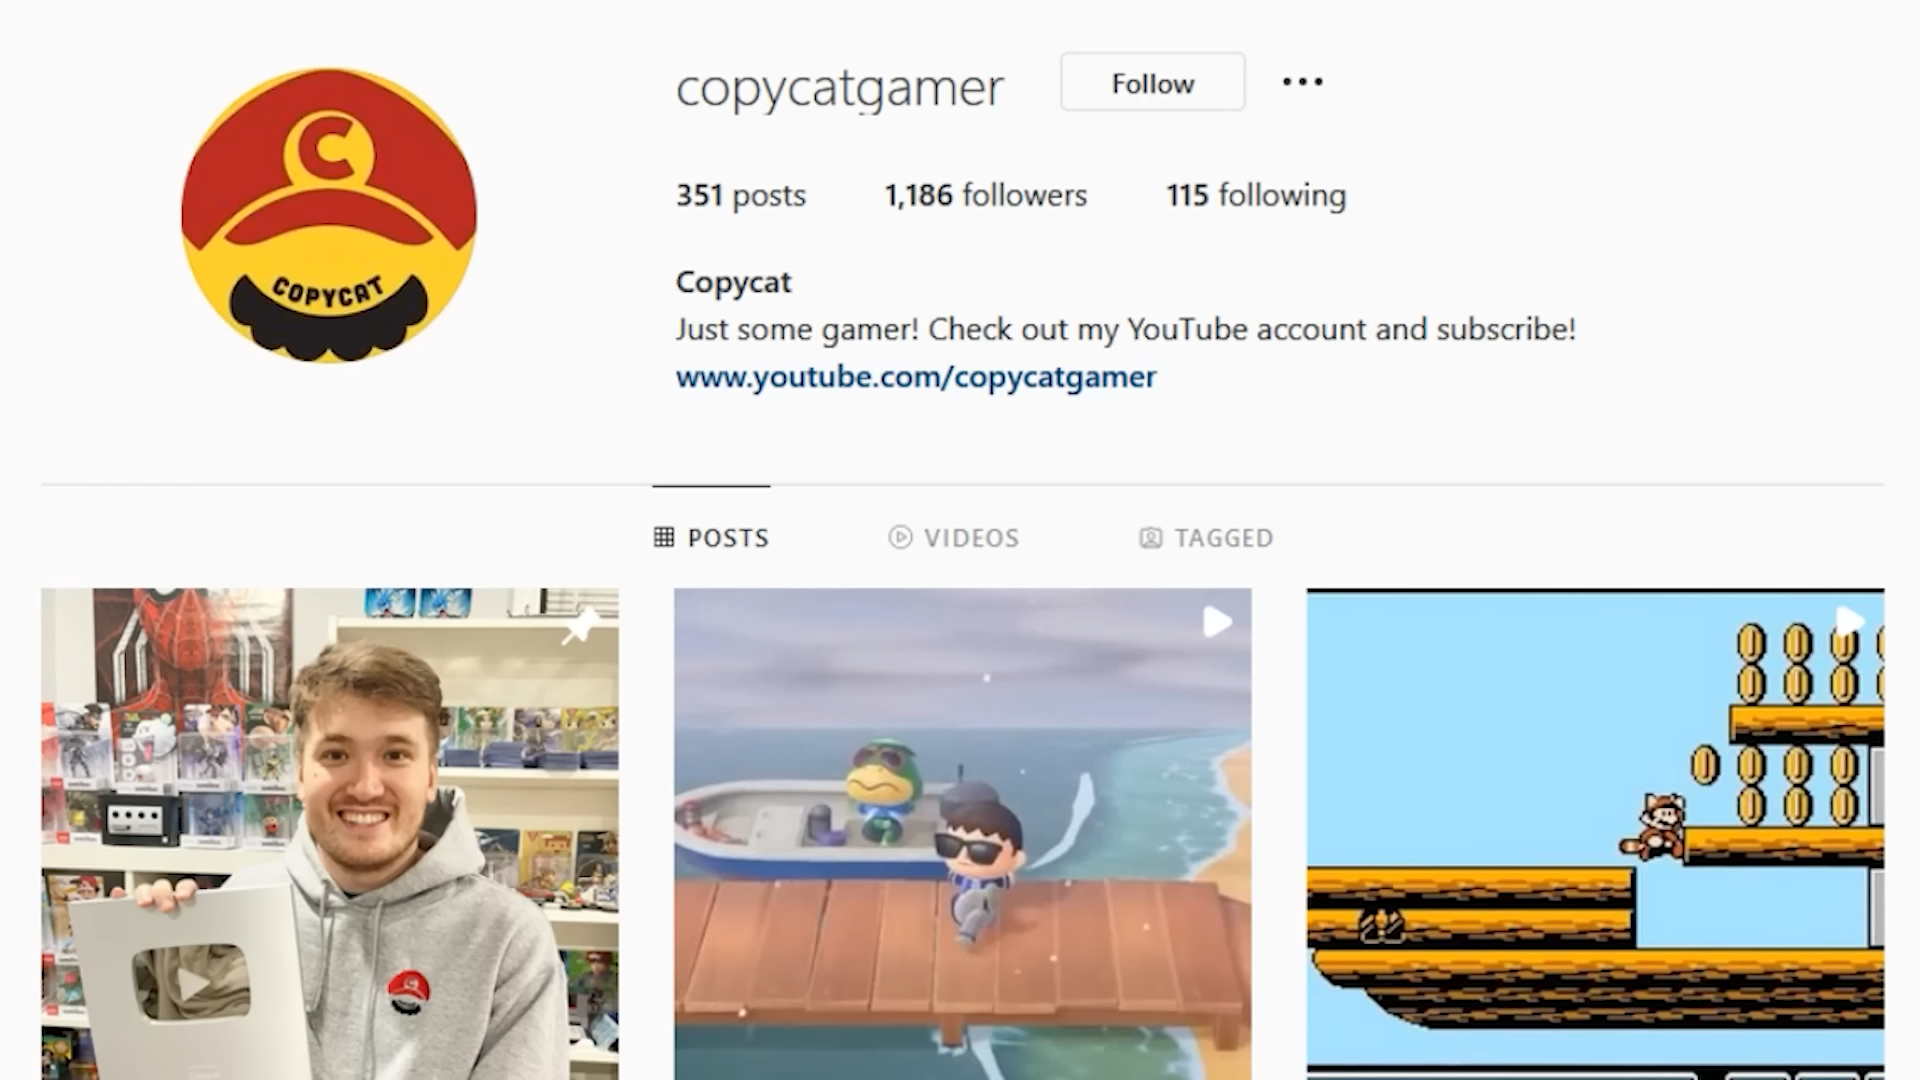 copycatgamer Follow
351 posts 1,186 followers 115 following
C
COPYCAT
Copycat
Just some gamer! Check out my YouTube account and subscribe!
www.youtube.com/copycatgamer
POSTS VIDEOS TAGGED